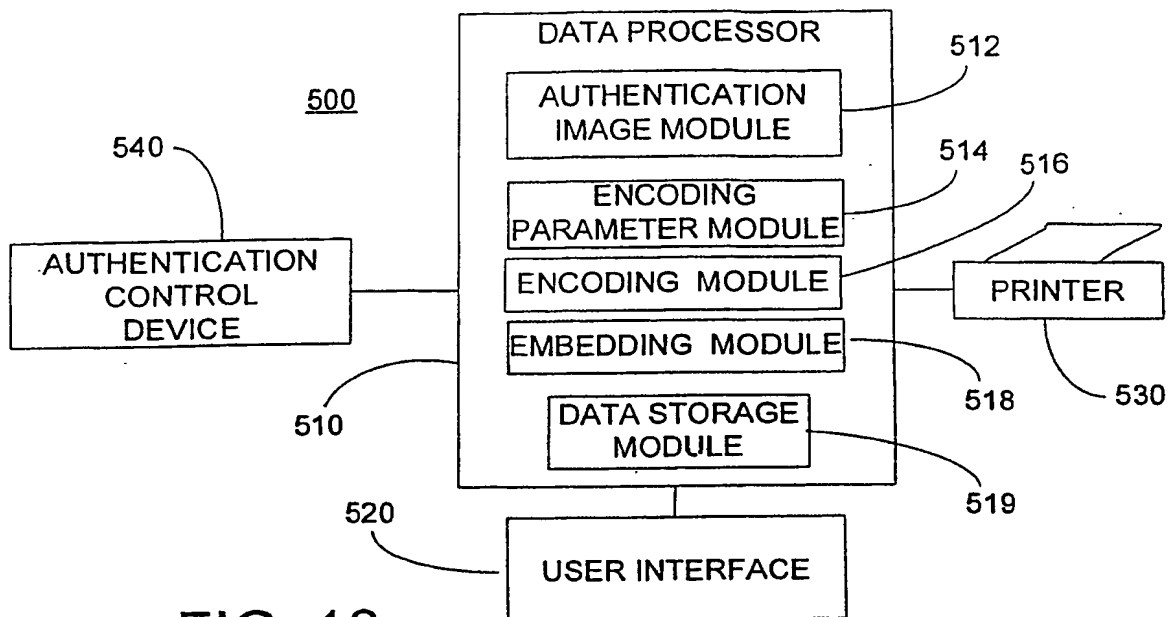 DATA PROCESSOR
512
500
AUTHENTICATION
IMAGE MODULE
540
514
516
ENCODING
PARAMETER MODULE
AUTHENTICATION
CONTROL
DEVICE
ENCODING MODULE
PRINTER
EMBEDDING MODULE
510
518
530
DATA STORAGE
MODULE
519
520
USER INTERFACE